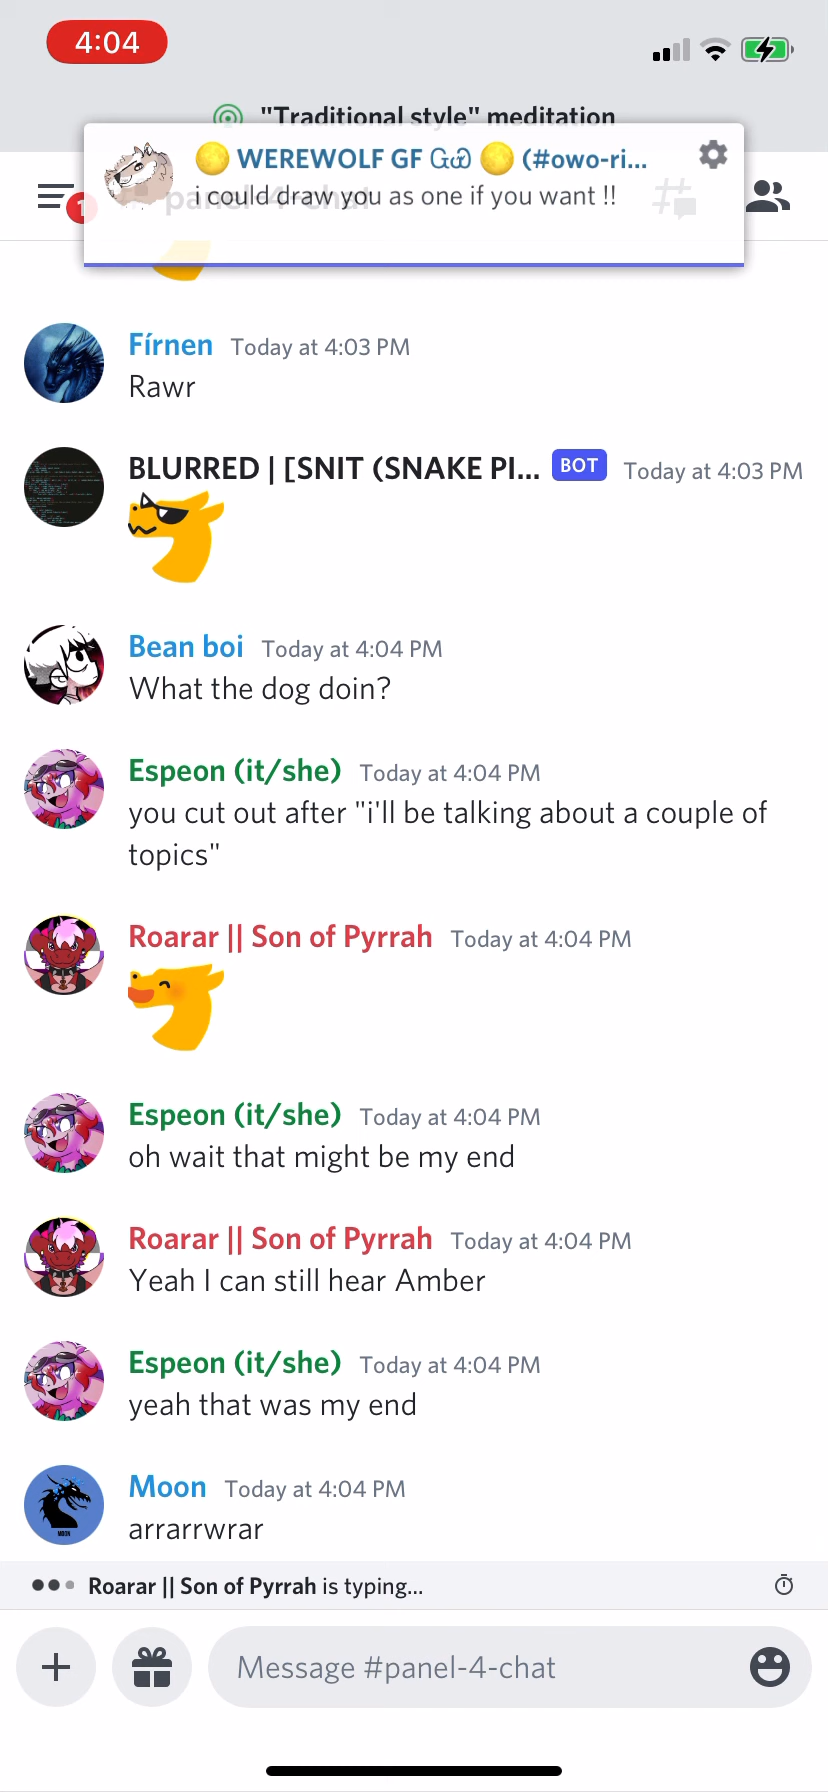 4:04
"Traditional style" meditation
WEREWOLF GF (#owo-ri...
i could draw you as one if you want !!
1
panel-4-chat
Fírnen Today at 4:03 PM
Rawr
BLURRED | [SNIT (SNAKE PI... BOT Today at 4:03 PM
Bean boi Today at 4:04 PM
What the dog doin?
Espeon (it/she) Today at 4:04 PM
you cut out after "i'll be talking about a couple of
topics"
Roarar || Son of Pyrrah Today at 4:04 PM
Espeon (it/she) Today at 4:04 PM
oh wait that might be my end
Roarar || Son of Pyrrah Today at 4:04 PM
Yeah I can still hear Amber
Espeon (it/she) Today at 4:04 PM
yeah that was my end
Moon Today at 4:04 PM
MOON
arrarrwrar
Roarar || Son of Pyrrah is typing...
Message #panel-4-chat